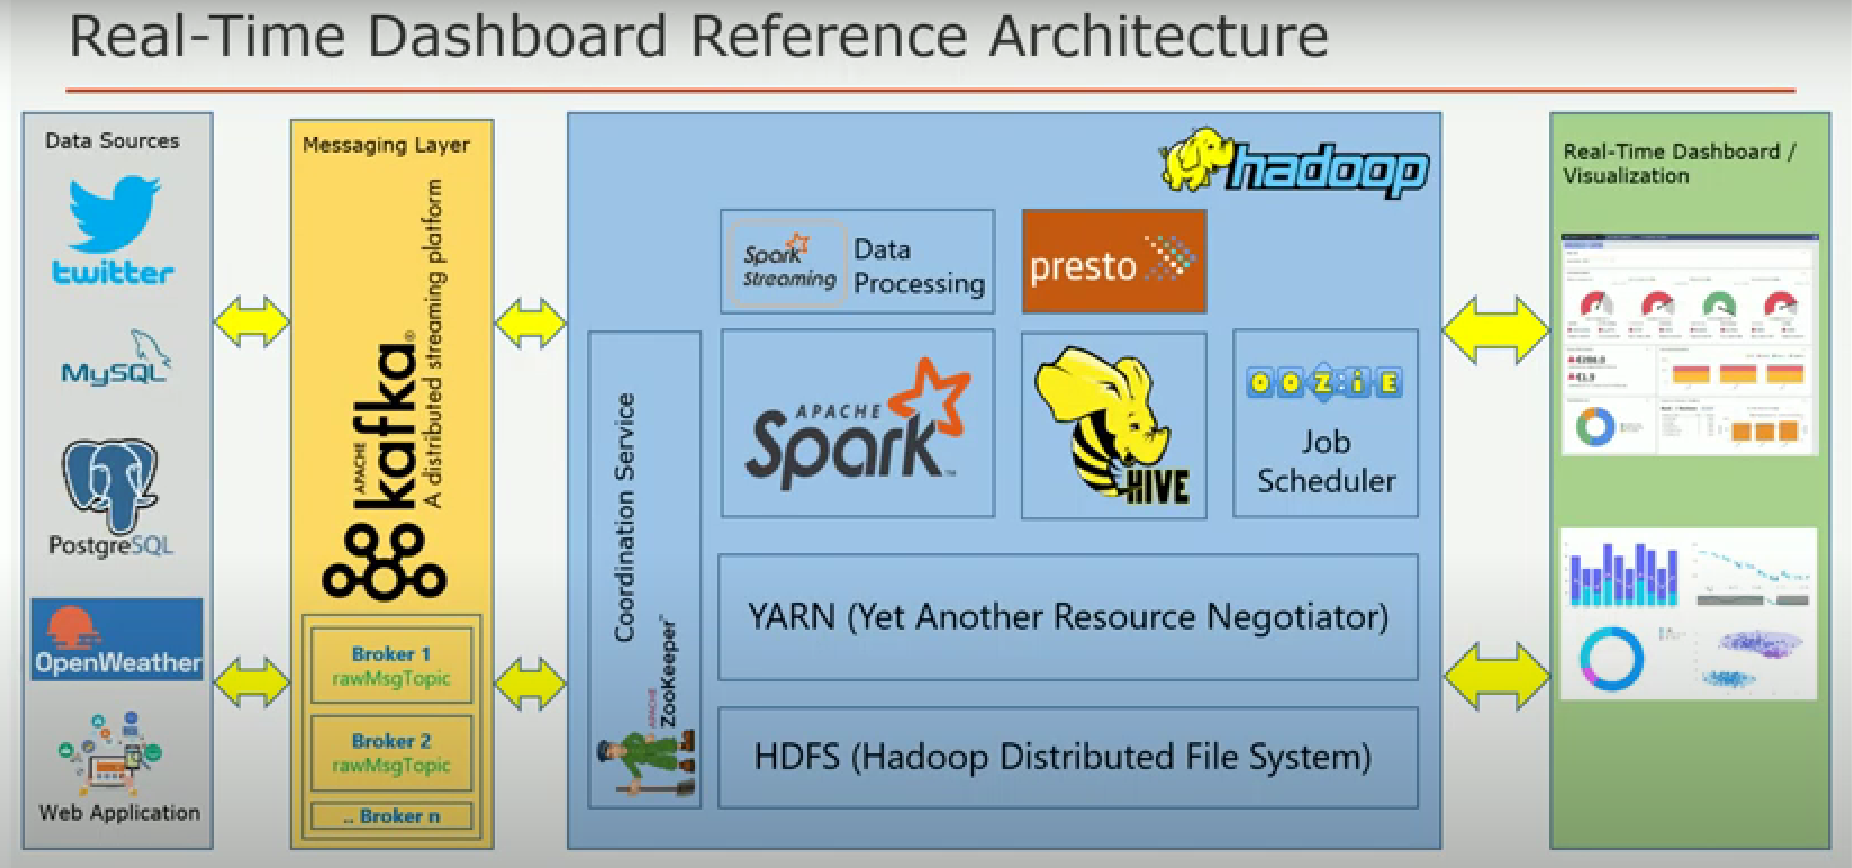 Real-Time Dashboard Reference Architecture
Data Sources
twitter
MySQL
PostgreSQL
OpenWeather
Web Application
Messaging Layer
APACHE
kafka®
A distributed streaming platform
Broker 1
rawMsgTopic
Broker 2
rawMsgTopic
.. Broker n
hadoop
Spark
Streaming
Data
Processing
presto
Coordination Service
APACHE
ZooKeeper™
APACHE
Spark™
HIVE
OOZiE
Job
Scheduler
YARN (Yet Another Resource Negotiator)
HDFS (Hadoop Distributed File System)
Real-Time Dashboard /
Visualization